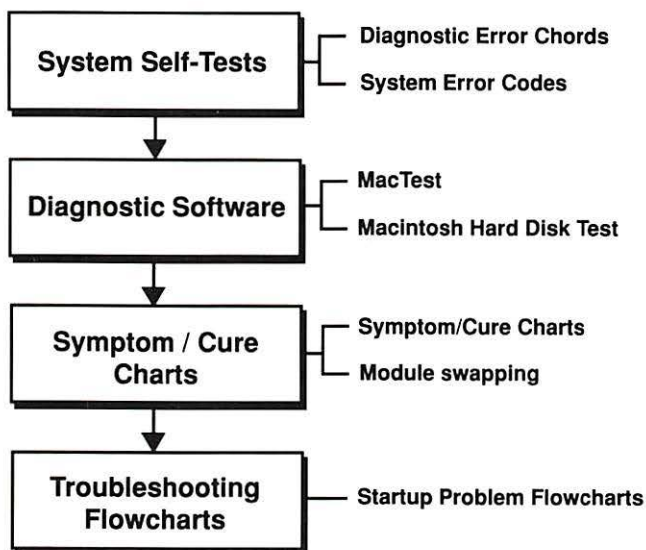 System Self-Tests
Diagnostic Error Chords
System Error Codes
Diagnostic Software
MacTest
Macintosh Hard Disk Test
Symptom / Cure
Charts
Symptom/Cure Charts
Module swapping
Troubleshooting
Flowcharts
Startup Problem Flowcharts